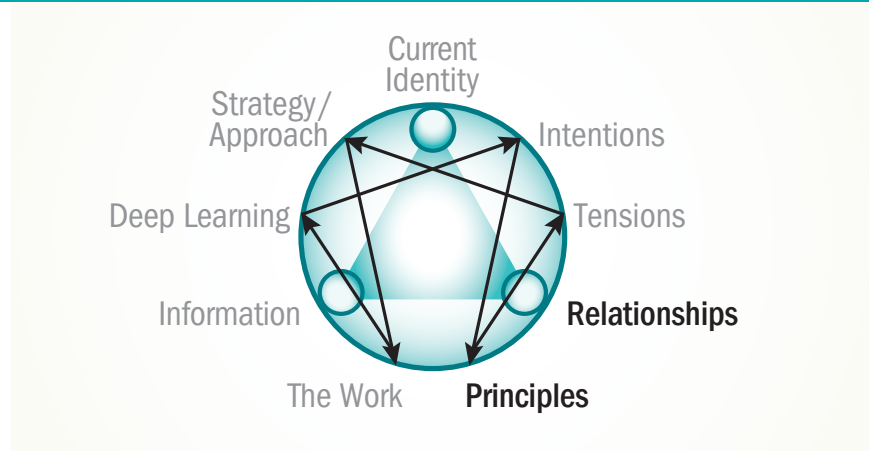 Current
Identity
Strategy/
Approach
Intentions
Deep Learning
Tensions
Information
Relationships
The Work
Principles